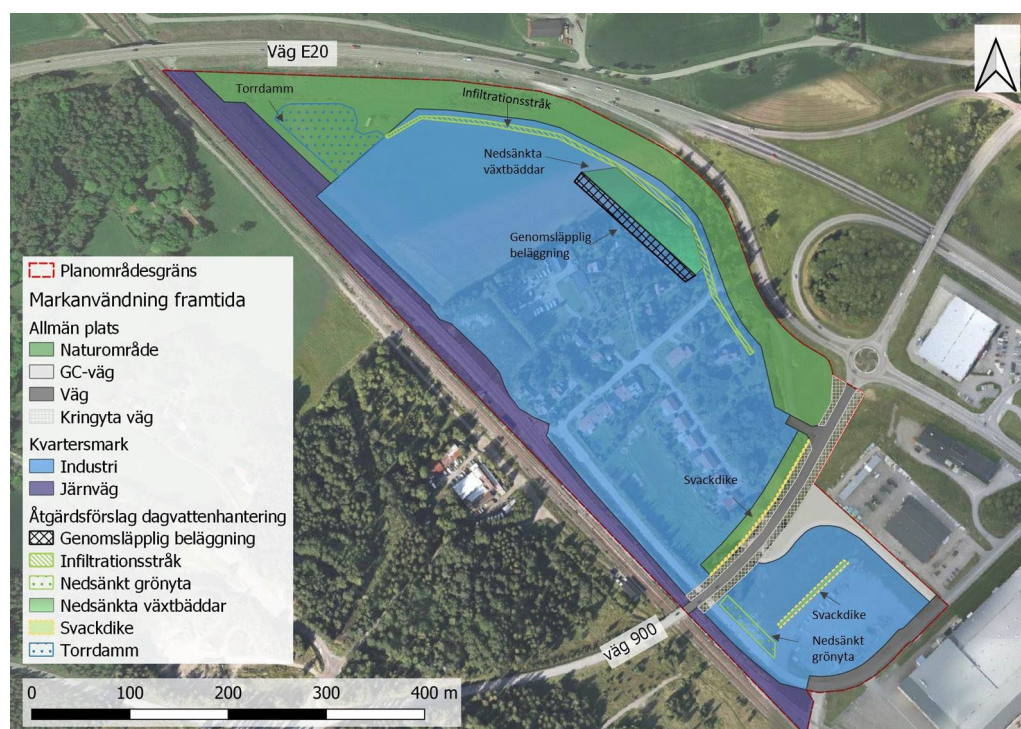 Väg E20
Torrdamm
Infiltrationsstråk
Nedsänkta
växtbäddar
Genomsläpplig
beläggning
Planområdesgräns
Markanvändning framtida
Allmän plats
Naturområde
GC-väg
Väg
Kringyta väg
Kvartersmark
Industri
Järnväg
Åtgärdsförslag dagvattenhantering
Genomsläpplig beläggning
Infiltrationsstråk
Nedsänkt grönyta
Nedsänkta växtbäddar
Svackdike
Torrdamm
Svackdike
Svackdike
Nedsänkt
grönyta
väg 900
0 100 200 300 400 m